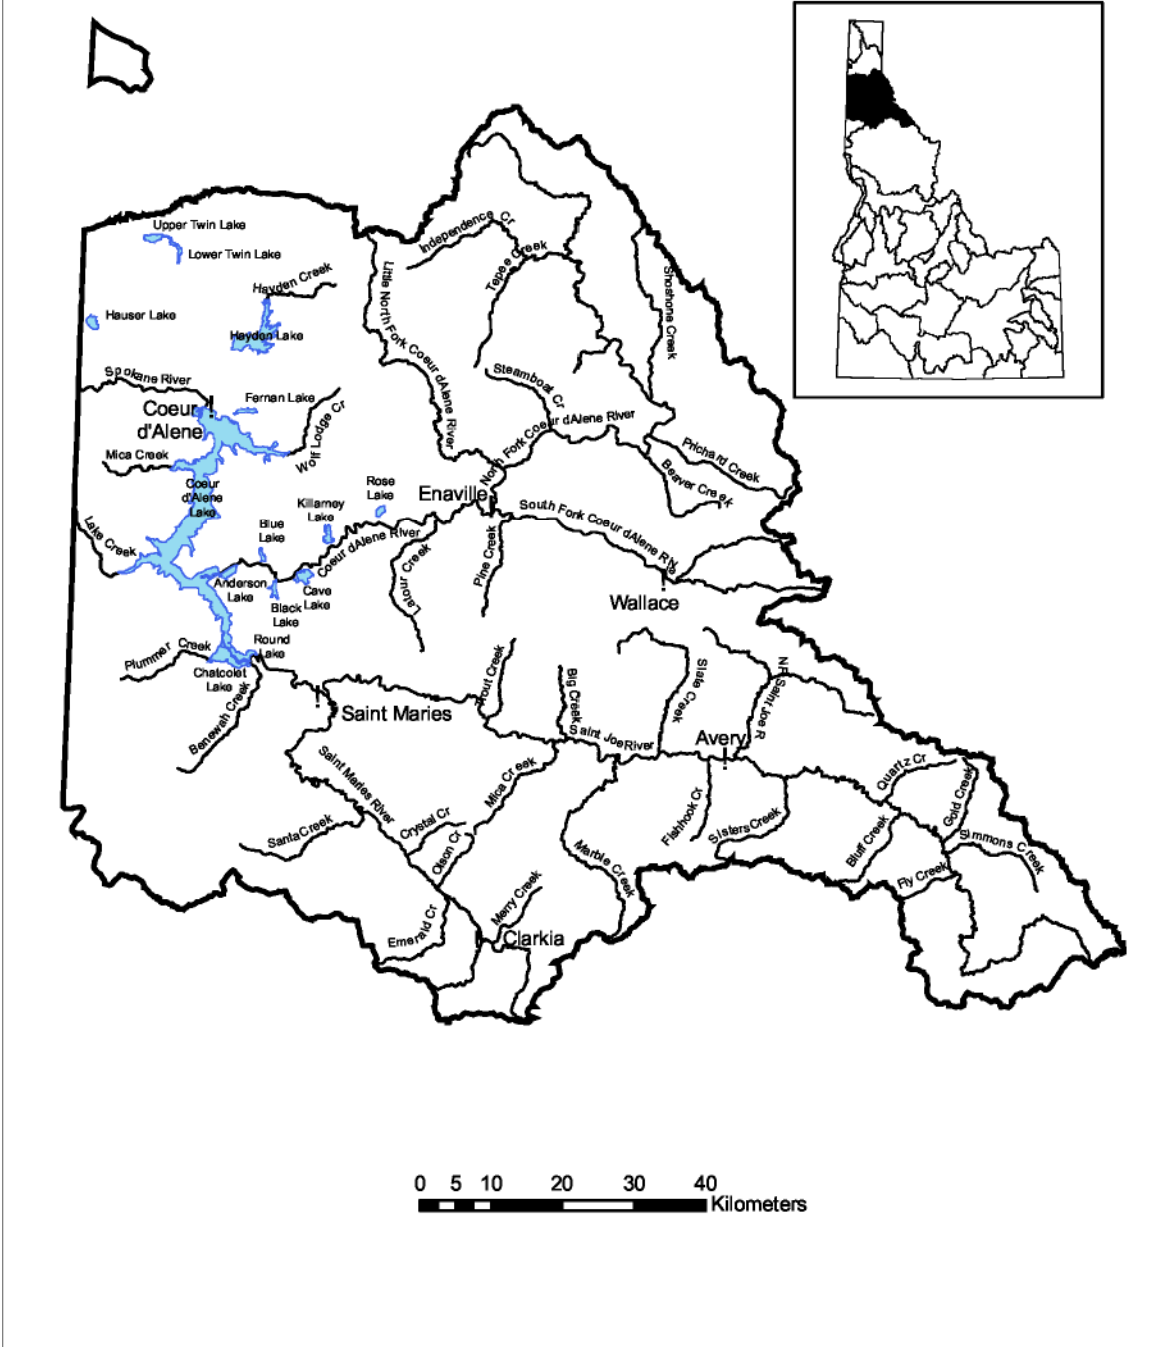 Upper Twin Lake
Lower Twin Lake
Independence Cr
Tepee Creek
Shoshone Creek
Little North Fork Coeur dAlene River
Hayden Creek
Hauser Lake
Hayden Lake
Spokane River
Fernan Lake
Coeur
d'Alene
Wolf Lodge Cr
Steamboat Cr
North Fork Coeur dAlene River
Prichard Creek
Beaver Creek
Mica Creek
Coeur
d'Alene
Lake
Rose
Lake
Killarney
Lake
Enaville
South Fork Coeur dAlene Rive
Lake Creek
Blue
Lake
Coeur dAlene River
Latour Creek
Pine Creek
Anderson
Lake
Cave
Lake
Black
Lake
Wallace
Round
Lake
Plummer Creek
Chatcolet
Lake
Benewah Creek
Saint Maries
Trout Creek
Big Creek
Slate Creek
NF Saint Joe R
Saint Joe River
Avery
Saint Maries River
Mica Creek
Quartz Cr
Gold Creek
Santa Creek
Crystal Cr
Olson Cr
Fishhook Cr
Sisters Creek
Bluff Creek
Simmons Creek
Marble Creek
Fly Creek
Merry Creek
Emerald Cr
Clarkia
0 5 10 20 30 40
Kilometers